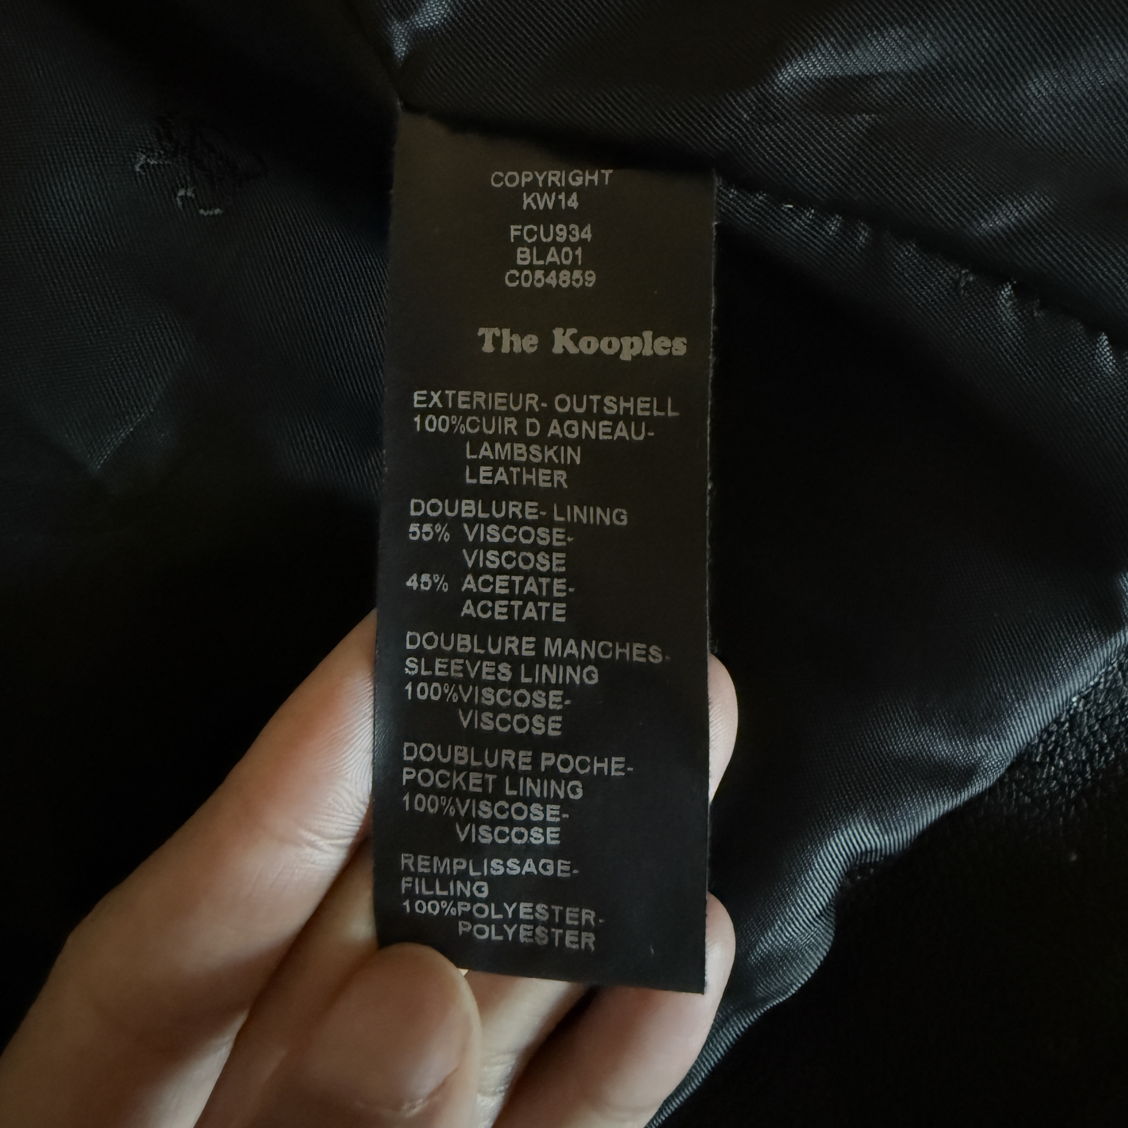 COPYRIGHT
KW14
FCU934
BLA01
C054859
The Kooples
EXTERIEUR- OUTSHELL
100%CUIR D AGNEAU-
LAMBSKIN
LEATHER
DOUBLURE- LINING
55% VISCOSE-
VISCOSE
45% ACETATE-
ACETATE
DOUBLURE MANCHES-
SLEEVES LINING
100%VISCOSE-
VISCOSE
DOUBLURE POCHE-
POCKET LINING
100%VISCOSE-
VISCOSE
REMPLISSAGE-
FILLING
100%POLYESTER-
POLYESTER